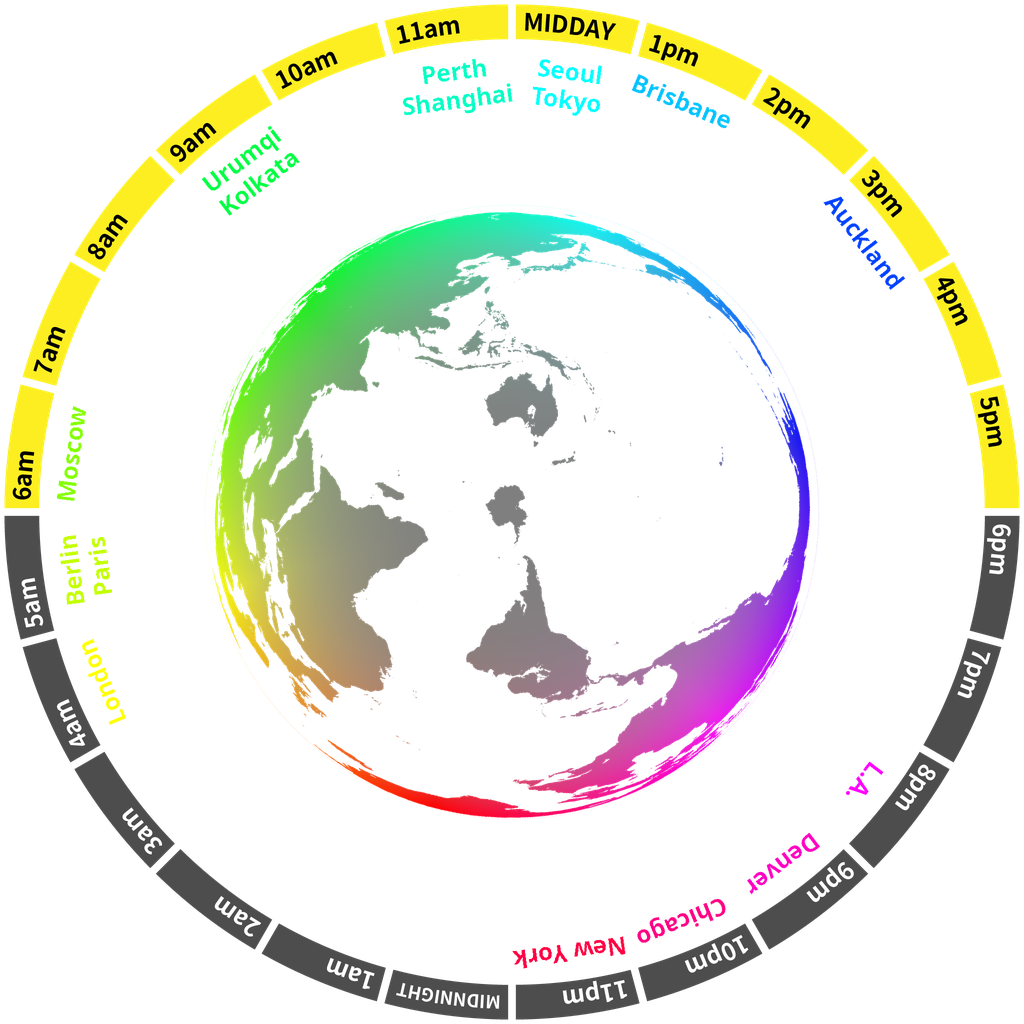 MIDDAY
1pm
2pm
3pm
4pm
5pm
6pm
7pm
8pm
9pm
10pm
11pm
MIDNNIGHT
1am
2am
3am
4am
5am
6am
7am
8am
9am
10am
11am
Perth
Shanghai
Seoul
Tokyo
Brisbane
Auckland
L.A.
Denver
Chicago
New York
London
Berlin
Paris
Moscow
Urumqi
Kolkata